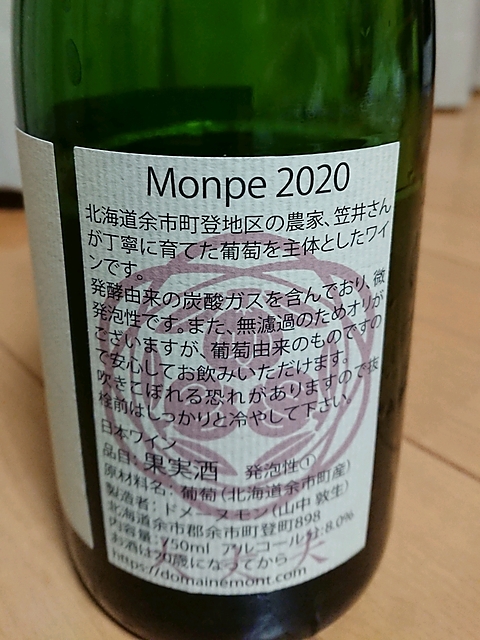 Monpe 2020
北海道余市町登地区の農家、笠井さん
が丁寧に育てた葡萄を主体としたワイ
ンです。
発酵由来の炭酸ガスを含んでおり、微
発泡性です。また、無濾過のためオリが
ございますが、葡萄由来のものですの
で安心してお飲みいただけます。
吹きこぼれる恐れがありますので抜
栓前はしっかりと冷やして下さい。
日本ワイン
品目: 果実酒 発泡性①
原材料名: 葡萄(北海道余市町産)
製造者: ドメーヌモン(山中 敦生)
北海道余市郡余市町登町898
内容量: 750ml アルコール分:8.0%
お酒は20歳になってから
https://domainemont.com